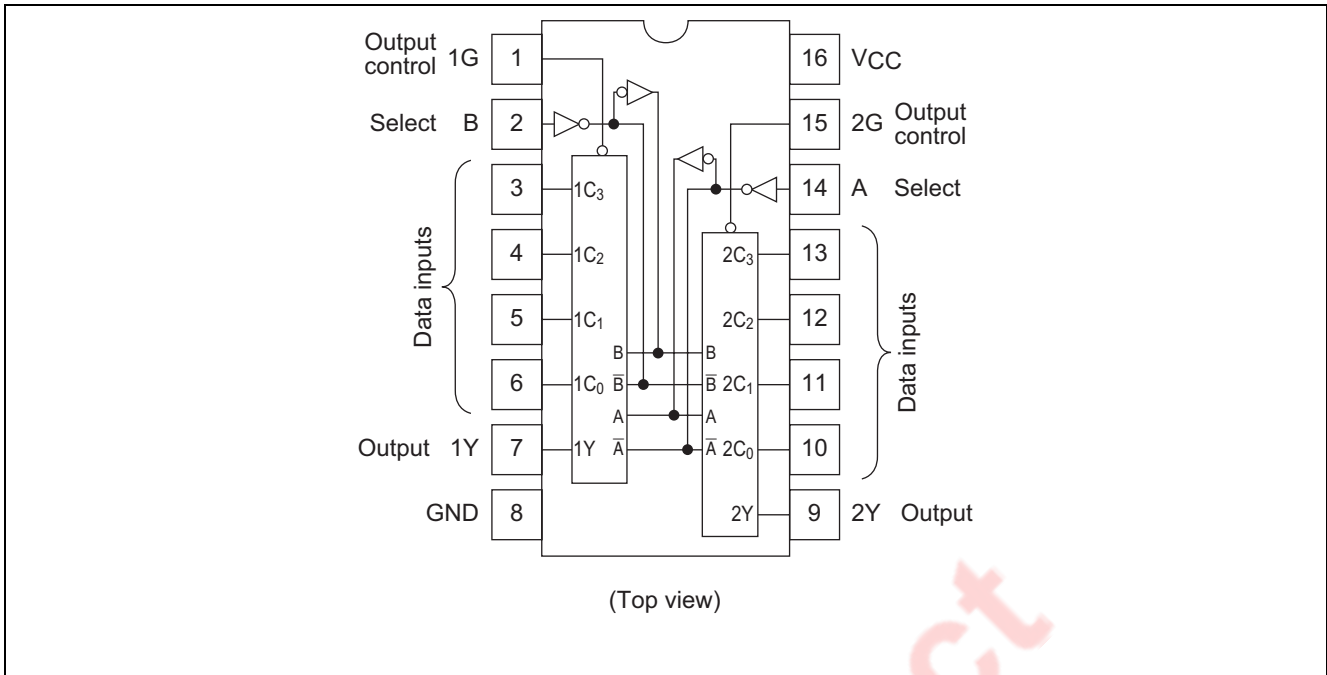 Output control 1G 1
Select B 2
Data inputs
3 1C3
4 1C2
5 1C1
6 1C0
Output 1Y 7 1Y
GND 8
B
B̅
A
A̅
16 VCC
15 2G Output control
14 A Select
2C3 13
2C2 12
2C1 11
2C0 10
2Y 9 2Y Output
B
B̅
A
A̅
Data inputs
(Top view)
ct